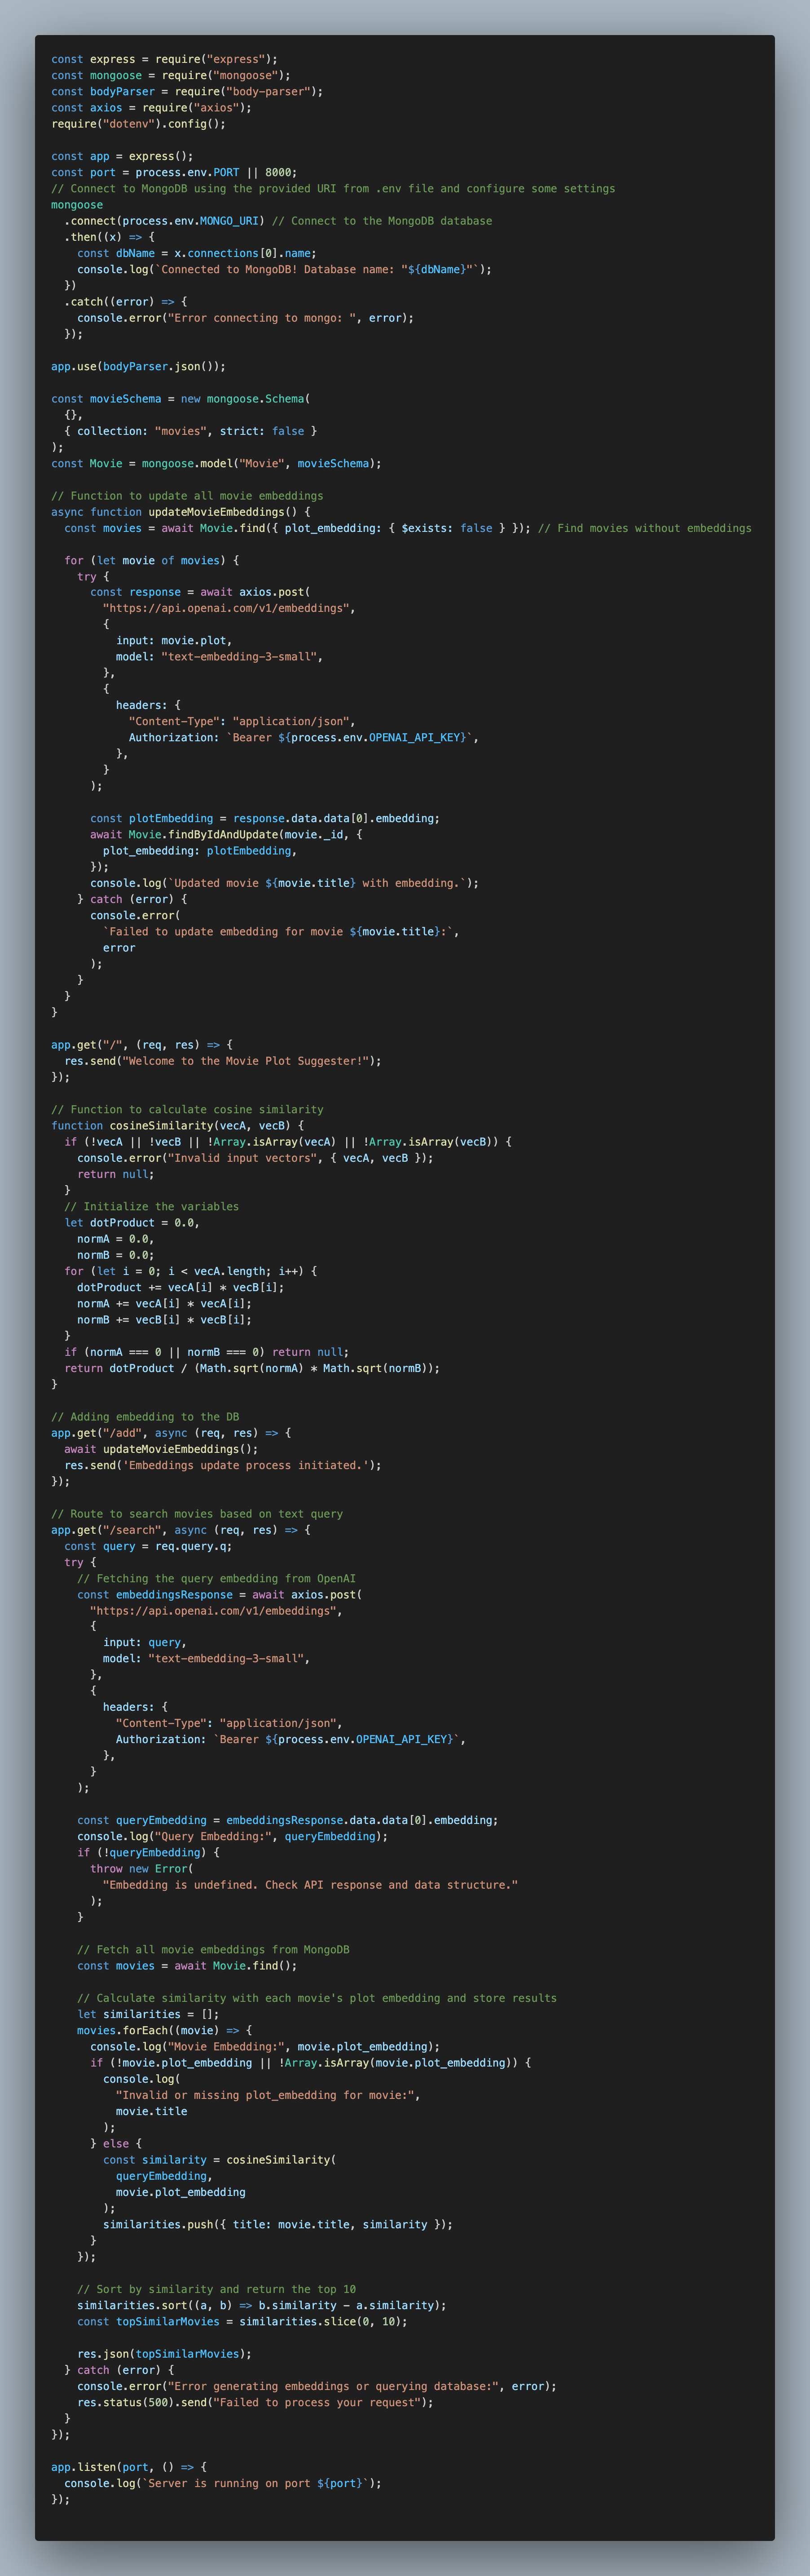 const express = require("express");
const mongoose = require("mongoose");
const bodyParser = require("body-parser");
const axios = require("axios");
require("dotenv").config();

const app = express();
const port = process.env.PORT || 8000;
// Connect to MongoDB using the provided URI from .env file and configure some settings
mongoose
  .connect(process.env.MONGO_URI) // Connect to the MongoDB database
  .then((x) => {
    const dbName = x.connections[0].name;
    console.log(`Connected to MongoDB! Database name: "${dbName}"`);
  })
  .catch((error) => {
    console.error("Error connecting to mongo: ", error);
  });

app.use(bodyParser.json());

const movieSchema = new mongoose.Schema(
  {},
  { collection: "movies", strict: false }
);
const Movie = mongoose.model("Movie", movieSchema);

// Function to update all movie embeddings
async function updateMovieEmbeddings() {
  const movies = await Movie.find({ plot_embedding: { $exists: false } }); // Find movies without embeddings

  for (let movie of movies) {
    try {
      const response = await axios.post(
        "https://api.openai.com/v1/embeddings",
        {
          input: movie.plot,
          model: "text-embedding-3-small",
        },
        {
          headers: {
            "Content-Type": "application/json",
            Authorization: `Bearer ${process.env.OPENAI_API_KEY}`,
          },
        }
      );

      const plotEmbedding = response.data.data[0].embedding;
      await Movie.findByIdAndUpdate(movie._id, {
        plot_embedding: plotEmbedding,
      });
      console.log(`Updated movie ${movie.title} with embedding.`);
    } catch (error) {
      console.error(
        `Failed to update embedding for movie ${movie.title}:`,
        error
      );
    }
  }
}

app.get("/", (req, res) => {
  res.send("Welcome to the Movie Plot Suggester!");
});

// Function to calculate cosine similarity
function cosineSimilarity(vecA, vecB) {
  if (!vecA || !vecB || !Array.isArray(vecA) || !Array.isArray(vecB)) {
    console.error("Invalid input vectors", { vecA, vecB });
    return null;
  }
  // Initialize the variables
  let dotProduct = 0.0,
    normA = 0.0,
    normB = 0.0;
  for (let i = 0; i < vecA.length; i++) {
    dotProduct += vecA[i] * vecB[i];
    normA += vecA[i] * vecA[i];
    normB += vecB[i] * vecB[i];
  }
  if (normA === 0 || normB === 0) return null;
  return dotProduct / (Math.sqrt(normA) * Math.sqrt(normB));
}

// Adding embedding to the DB
app.get("/add", async (req, res) => {
  await updateMovieEmbeddings();
  res.send('Embeddings update process initiated.');
});

// Route to search movies based on text query
app.get("/search", async (req, res) => {
  const query = req.query.q;
  try {
    // Fetching the query embedding from OpenAI
    const embeddingsResponse = await axios.post(
      "https://api.openai.com/v1/embeddings",
      {
        input: query,
        model: "text-embedding-3-small",
      },
      {
        headers: {
          "Content-Type": "application/json",
          Authorization: `Bearer ${process.env.OPENAI_API_KEY}`,
        },
      }
    );

    const queryEmbedding = embeddingsResponse.data.data[0].embedding;
    console.log("Query Embedding:", queryEmbedding);
    if (!queryEmbedding) {
      throw new Error(
        "Embedding is undefined. Check API response and data structure."
      );
    }

    // Fetch all movie embeddings from MongoDB
    const movies = await Movie.find();

    // Calculate similarity with each movie's plot embedding and store results
    let similarities = [];
    movies.forEach((movie) => {
      console.log("Movie Embedding:", movie.plot_embedding);
      if (!movie.plot_embedding || !Array.isArray(movie.plot_embedding)) {
        console.log(
          "Invalid or missing plot_embedding for movie:",
          movie.title
        );
      } else {
        const similarity = cosineSimilarity(
          queryEmbedding,
          movie.plot_embedding
        );
        similarities.push({ title: movie.title, similarity });
      }
    });

    // Sort by similarity and return the top 10
    similarities.sort((a, b) => b.similarity - a.similarity);
    const topSimilarMovies = similarities.slice(0, 10);

    res.json(topSimilarMovies);
  } catch (error) {
    console.error("Error generating embeddings or querying database:", error);
    res.status(500).send("Failed to process your request");
  }
});

app.listen(port, () => {
  console.log(`Server is running on port ${port}`);
});